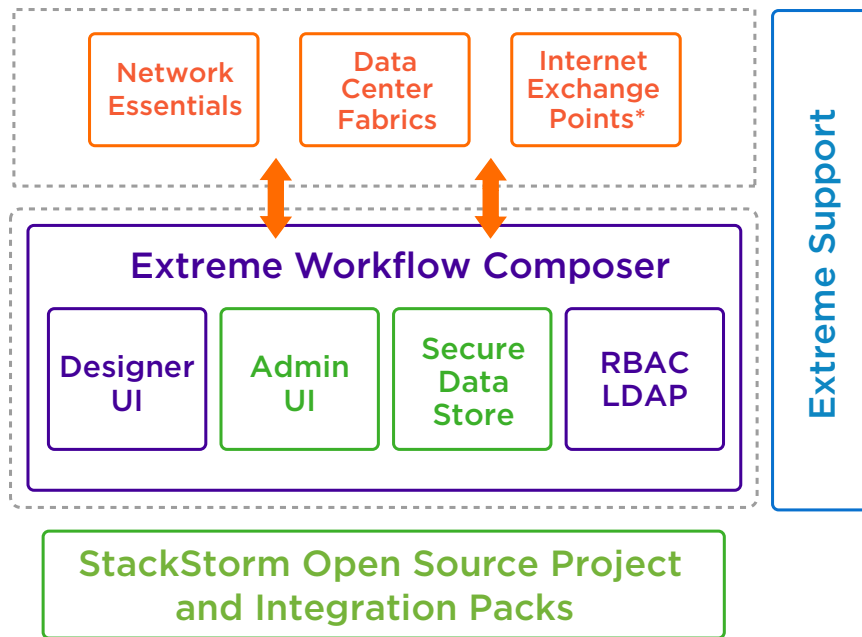 Network
Essentials
Data
Center
Fabrics
Internet
Exchange
Points*
Extreme Workflow Composer
Designer
UI
Admin
UI
Secure
Data
Store
RBAC
LDAP
StackStorm Open Source Project
and Integration Packs
Extreme Support